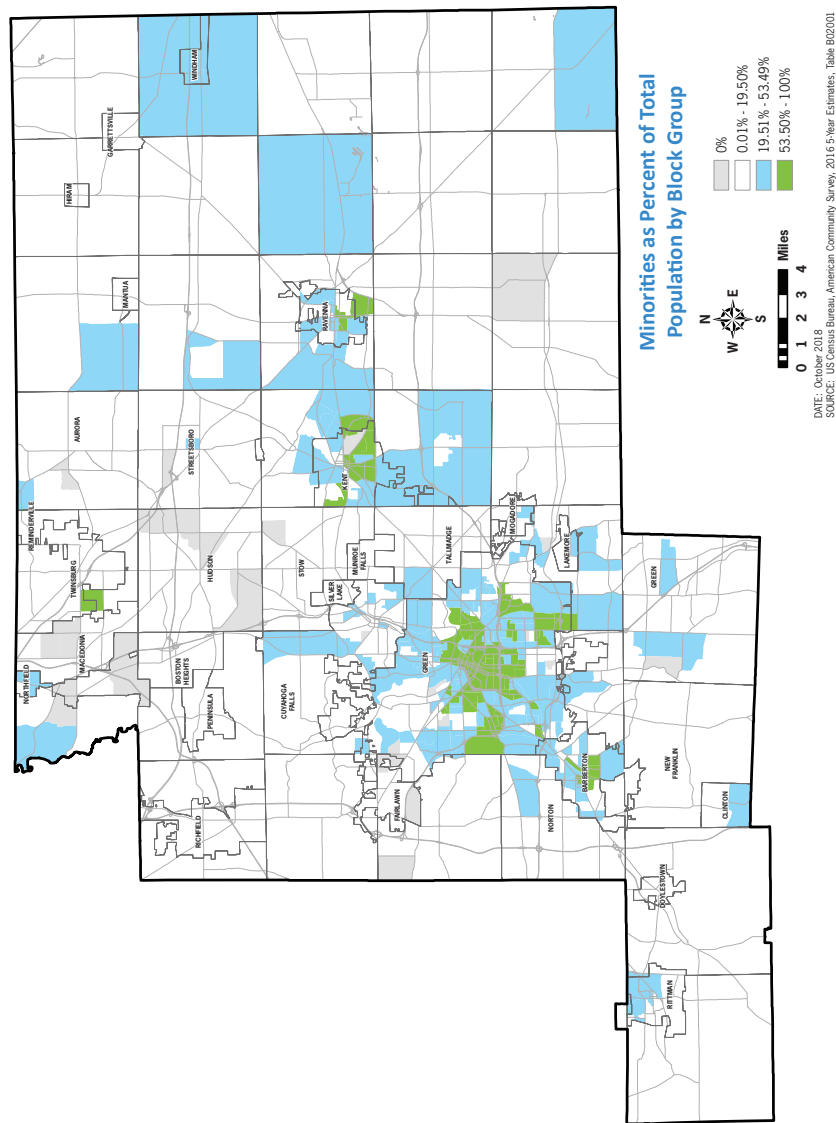 Minorities as Percent of Total
Population by Block Group
0%
0.01% - 19.50%
19.51% - 53.49%
53.50% - 100%
N
W
E
S
0 1 2 3 4
Miles
DATE: October 2018
SOURCE: US Census Bureau, American Community Survey, 2016 5-Year Estimates, Table B02001
NORTHFIELD
MACEDONIA
TWINSBURG
REMINDERVILLE
AURORA
MANTUA
HIRAM
GARRETTSVILLE
WINDHAM
RICHFIELD
PENINSULA
BOSTON
HEIGHTS
HUDSON
STREETSBORO
CUYAHOGA
FALLS
SILVER
LAKE
STOW
MUNROE
FALLS
KENT
RAVENNA
FAIRLAWN
GREEN
TALLMADGE
MOGADORE
LAKEMORE
NORTON
BARBERTON
GREEN
NEW
FRANKLIN
CLINTON
DOYLESTOWN
RITTMAN